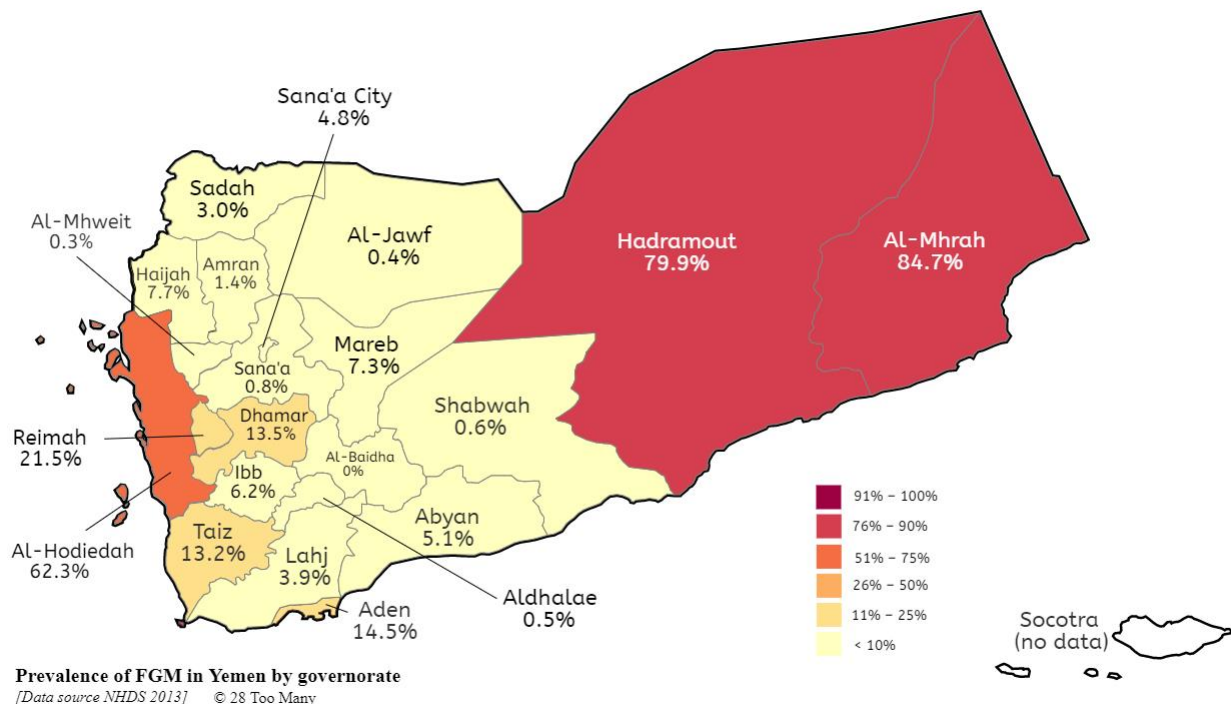 Sana'a City
4.8%
Sadah
3.0%
Al-Mhweit
0.3%
Al-Jawf
0.4%
Hadramout
79.9%
Al-Mhrah
84.7%
Haijah
7.7%
Amran
1.4%
Mareb
7.3%
Sana'a
0.8%
Shabwah
0.6%
Dhamar
13.5%
Reimah
21.5%
Al-Baidha
0%
Ibb
6.2%
Al-Hodiedah
62.3%
Taiz
13.2%
Abyan
5.1%
Lahj
3.9%
Aldhalae
0.5%
Aden
14.5%
91% – 100%
76% – 90%
51% – 75%
26% – 50%
11% – 25%
< 10%
Socotra
(no data)
Prevalence of FGM in Yemen by governorate
[Data source NHDS 2013] © 28 Too Many